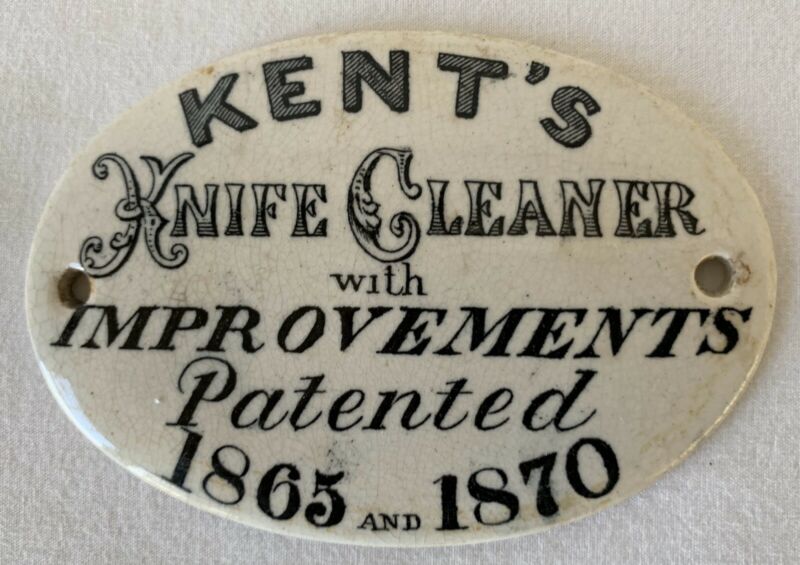 KENT'S
KNIFE CLEANER
with
IMPROVEMENTS
Patented
1865 AND 1870